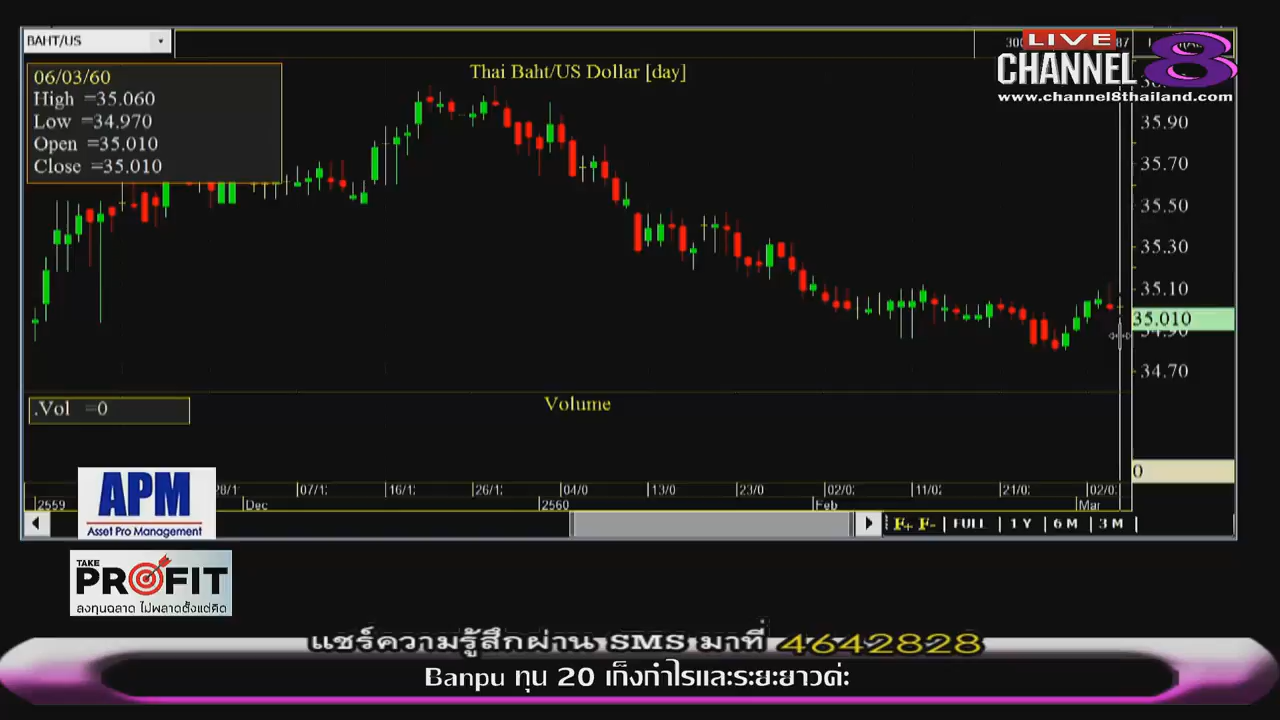 BAHT/US
LIVE
CHANNEL 8
www.channel8thailand.com
06/03/60
High =35.060
Low =34.970
Open =35.010
Close =35.010
Thai Baht/US Dollar [day]
35.90
35.70
35.50
35.30
35.10
35.010
34.90
34.70
.Vol =0
Volume
0
07/1
16/1
26/1
04/0
13/0
23/0
02/0
11/0
21/0
02/0
2559
Dec
2560
Feb
Mar
F+ F- FULL 1 Y 6 M 3 M
APM
Asset Pro Management
TAKE
PROFIT
ลงทุนฉลาด ไม่พลาดตั้งแต่คิด
แชร์ความรู้สึกผ่าน SMS มาที่ 4642828
Banpu ทุน 20 เก็งกำไรและระยะยาวค่ะ